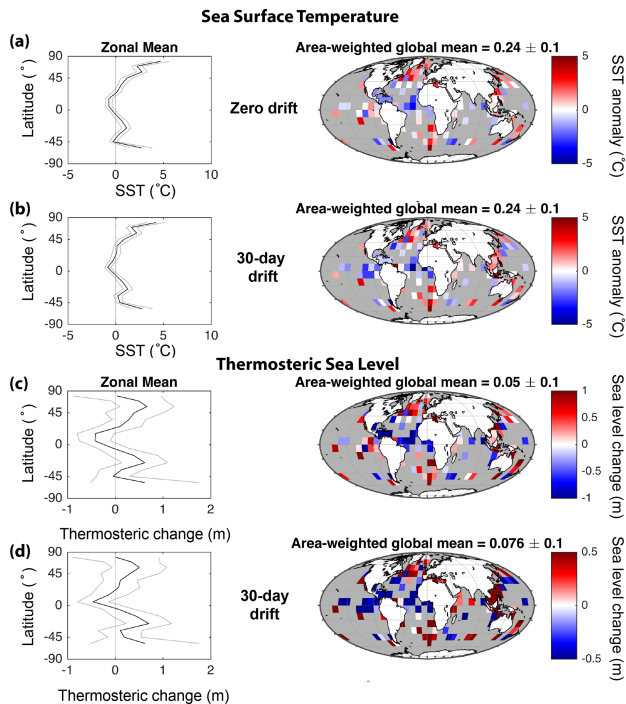 Sea Surface Temperature
(a)
Zonal Mean
90
45
0
-45
-90
Latitude (°)
-5 0 5 10
SST (°C)
Zero drift
Area-weighted global mean = 0.24 ± 0.1
5
0
-5
SST anomaly (°C)
(b)
90
45
0
-45
-90
Latitude (°)
-5 0 5 10
SST (°C)
30-day
drift
Area-weighted global mean = 0.24 ± 0.1
5
0
-5
SST anomaly (°C)
Thermosteric Sea Level
(c)
Zonal Mean
90
45
0
-45
-90
Latitude (°)
-1 0 1 2
Thermosteric change (m)
Area-weighted global mean = 0.05 ± 0.1
1
0.5
0
-0.5
-1
Sea level change (m)
(d)
90
45
0
-45
-90
Latitude (°)
-1 0 1 2
Thermosteric change (m)
30-day
drift
Area-weighted global mean = 0.076 ± 0.1
0.5
0
-0.5
Sea level change (m)